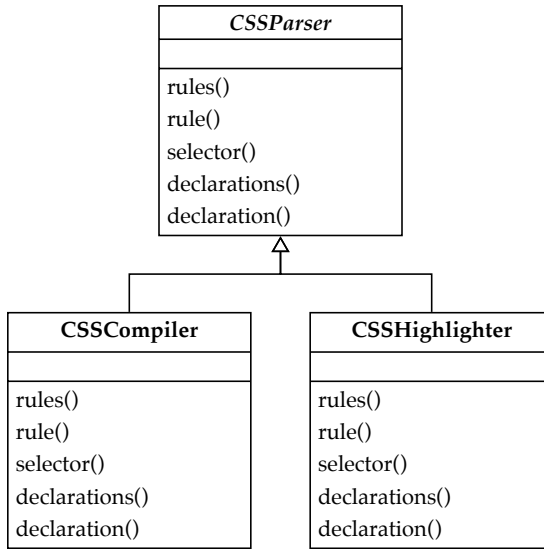 CSSParser
rules()
rule()
selector()
declarations()
declaration()
CSSCompiler
rules()
rule()
selector()
declarations()
declaration()
CSSHighlighter
rules()
rule()
selector()
declarations()
declaration()